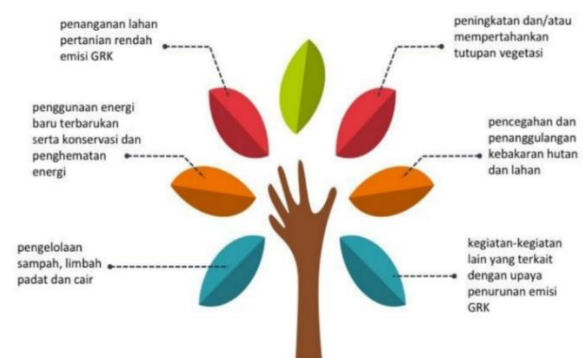 penanganan lahan
pertanian rendah
emisi GRK
peningkatan dan/atau
mempertahankan
tutupan vegetasi
penggunaan energi
baru terbarukan
serta konservasi dan
penghematan
energi
pencegahan dan
penanggulangan
kebakaran hutan
dan lahan
pengelolaan
sampah, limbah
padat dan cair
kegiatan-kegiatan
lain yang terkait
dengan upaya
penurunan emisi
GRK